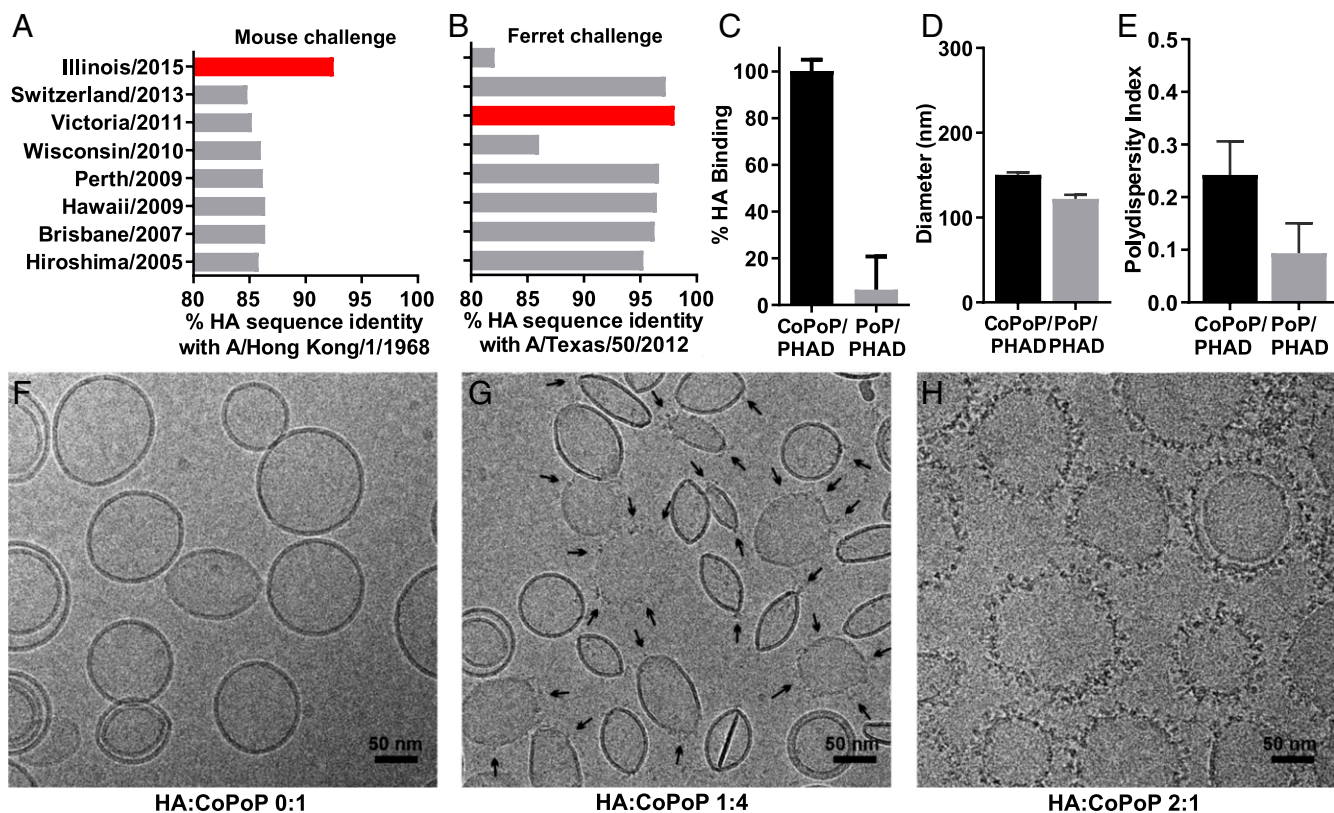 A
Mouse challenge
Illinois/2015
Switzerland/2013
Victoria/2011
Wisconsin/2010
Perth/2009
Hawaii/2009
Brisbane/2007
Hiroshima/2005
80 85 90 95 100
% HA sequence identity
with A/Hong Kong/1/1968
B
Ferret challenge
80 85 90 95 100
% HA sequence identity
with A/Texas/50/2012
C
% HA Binding
100
80
60
40
20
0
CoPoP/ PoP/
PHAD PHAD
D
Diameter (nm)
300
200
100
0
CoPoP/ PoP/
PHAD PHAD
E
Polydispersity Index
0.5
0.4
0.3
0.2
0.1
0.0
CoPoP/ PoP/
PHAD PHAD
F
50 nm
HA:CoPoP 0:1
G
50 nm
HA:CoPoP 1:4
H
50 nm
HA:CoPoP 2:1